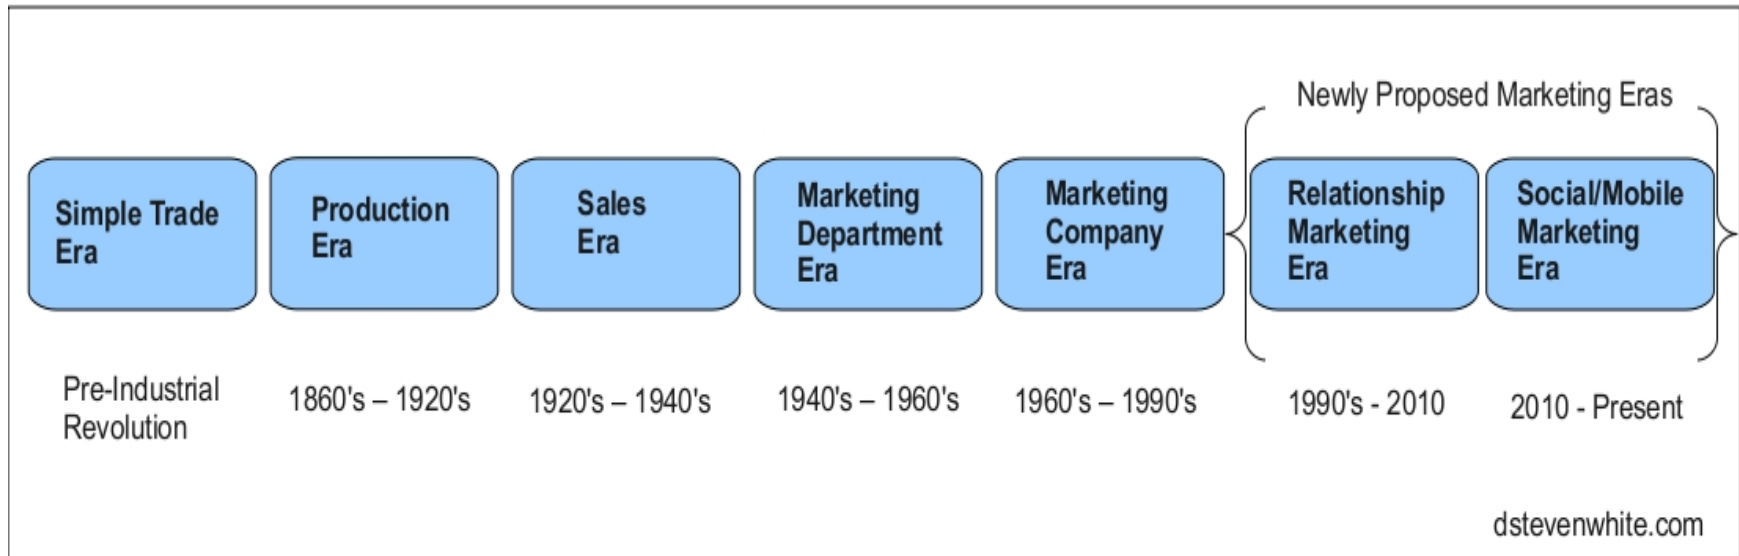 Newly Proposed Marketing Eras
Simple Trade
Era
Production
Era
Sales
Era
Marketing
Department
Era
Marketing
Company
Era
Relationship
Marketing
Era
Social/Mobile
Marketing
Era
Pre-Industrial
Revolution
1860's – 1920's
1920's – 1940's
1940's – 1960's
1960's – 1990's
1990's - 2010
2010 - Present
dstevenwhite.com